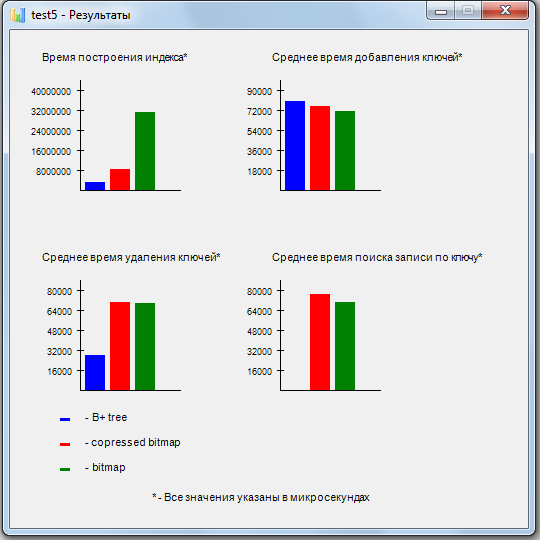 test5 - Результаты
Время построения индекса*
40000000
32000000
24000000
16000000
8000000
Среднее время добавления ключей*
90000
72000
54000
36000
18000
Среднее время удаления ключей*
80000
64000
48000
32000
16000
Среднее время поиска записи по ключу*
80000
64000
48000
32000
16000
- B+ tree
- copressed bitmap
- bitmap
* - Все значения указаны в микросекундах